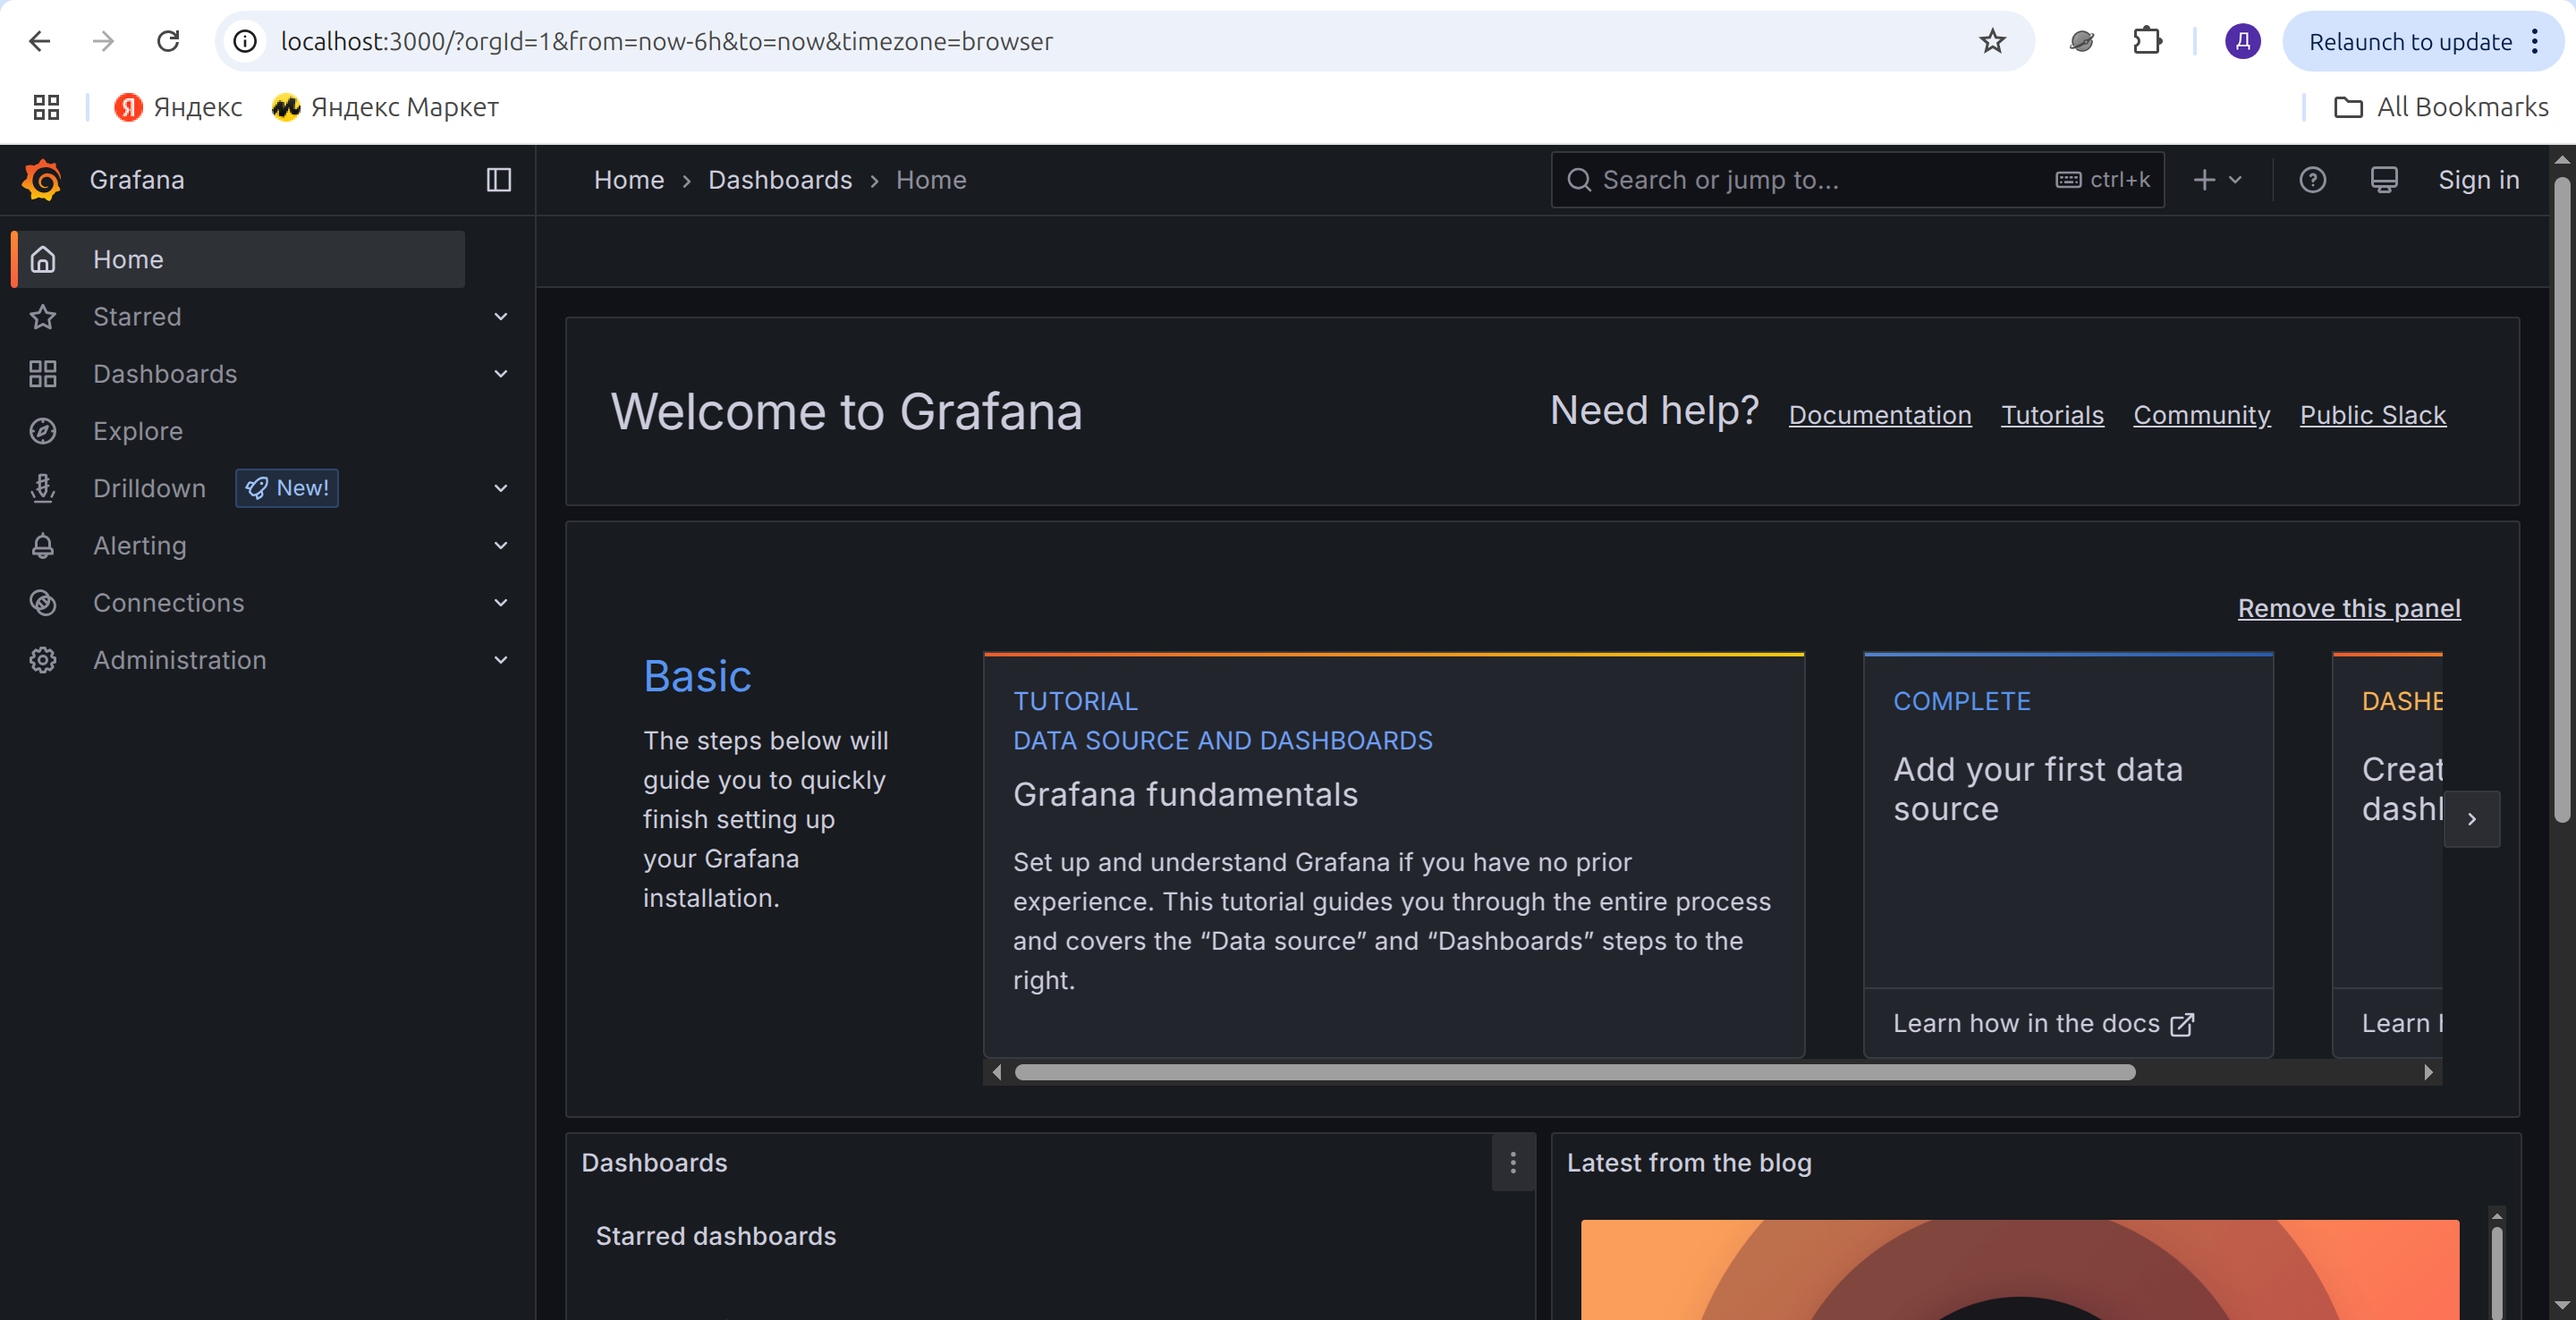 localhost:3000/?orgId=1&from=now-6h&to=now&timezone=browser
Д
Relaunch to update
Яндекс
Яндекс Маркет
All Bookmarks
Grafana
Home › Dashboards › Home
Search or jump to...
ctrl+k
Sign in
Home
Starred
Dashboards
Explore
Drilldown
New!
Alerting
Connections
Administration
Welcome to Grafana
Need help?
Documentation
Tutorials
Community
Public Slack
Remove this panel
Basic
The steps below will
guide you to quickly
finish setting up
your Grafana
installation.
TUTORIAL
DATA SOURCE AND DASHBOARDS
Grafana fundamentals
Set up and understand Grafana if you have no prior
experience. This tutorial guides you through the entire process
and covers the “Data source” and “Dashboards” steps to the
right.
COMPLETE
Add your first data
source
Learn how in the docs
DASHB
Creat
dash
Learn
Dashboards
Starred dashboards
Latest from the blog